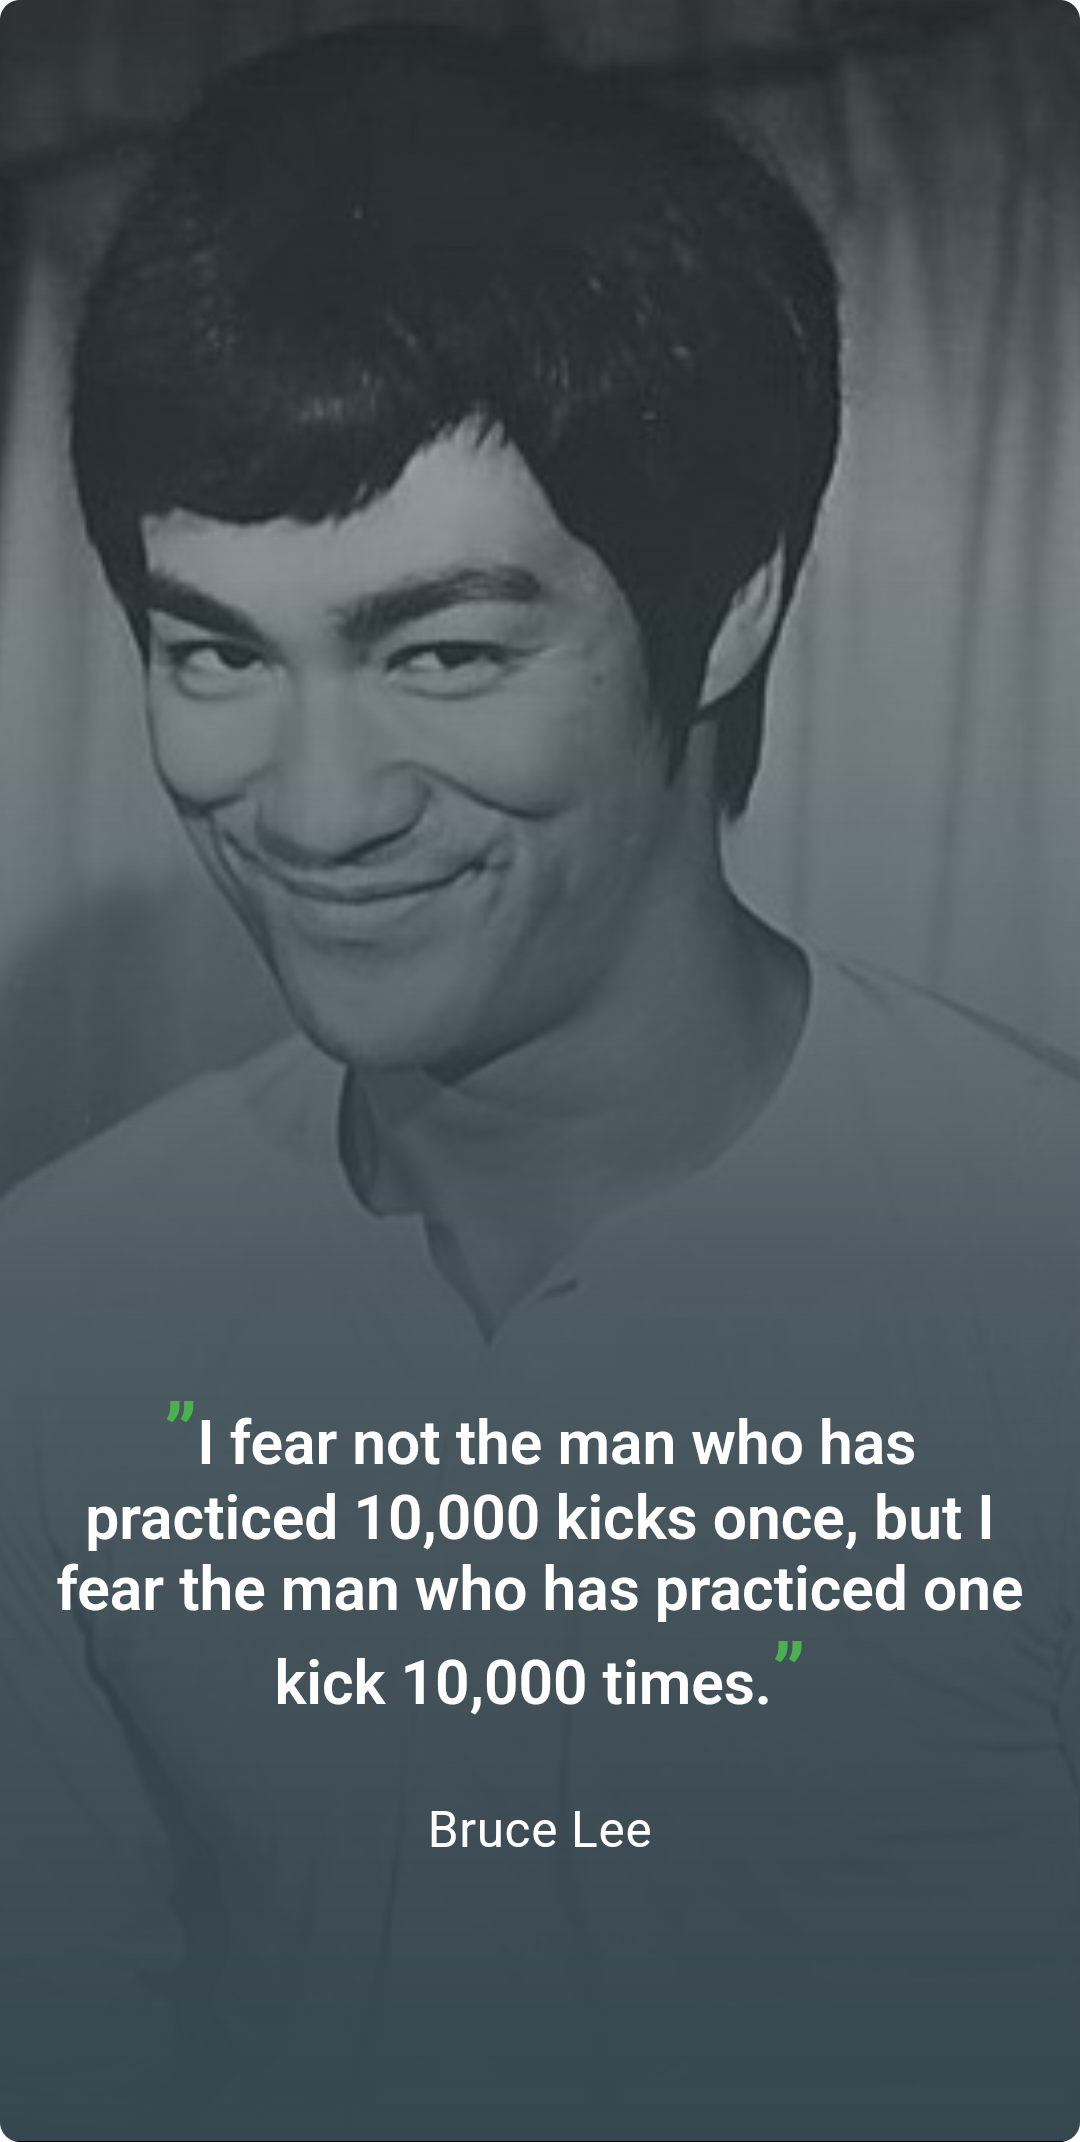 ”I fear not the man who has
practiced 10,000 kicks once, but I
fear the man who has practiced one
kick 10,000 times.”
Bruce Lee